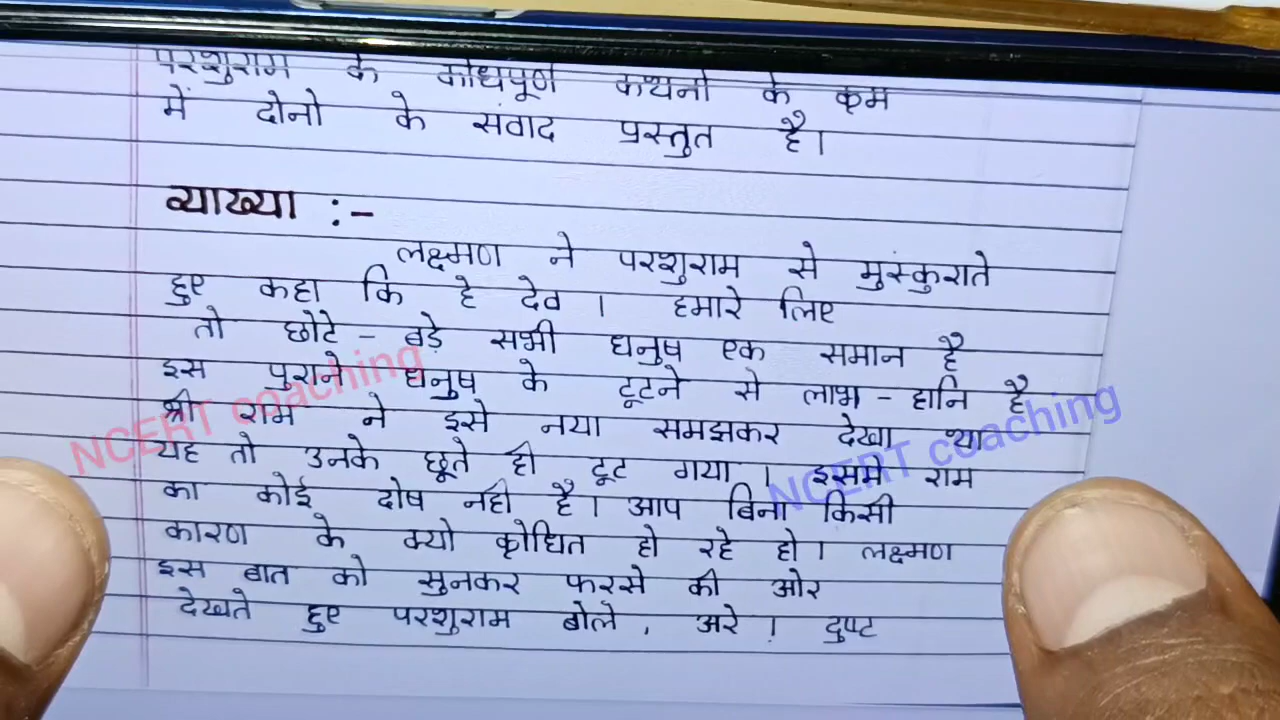 परशुराम के क्रोधपूर्ण कथनो के क्रम
में दोनो के संवाद प्रस्तुत है।
व्याख्या :-
लक्ष्मण ने परशुराम से मुस्कुराते
हुए कहा कि हे देव। हमारे लिए
तो छोटे - बड़े सभी धनुष एक समान है
इस पुराने धनुष के टूटने से लाभ - हानि है
श्री राम ने इसे नया समझकर देखा था
यह तो उनके छूते ही टूट गया। इसमे राम
का कोई दोष नही है। आप बिना किसी
कारण के क्यो क्रोधित हो रहे हो। लक्ष्मण
इस बात को सुनकर फरसे की ओर
देखते हुए परशुराम बोले, अरे! दुष्ट
NCERT coaching
NCERT coaching